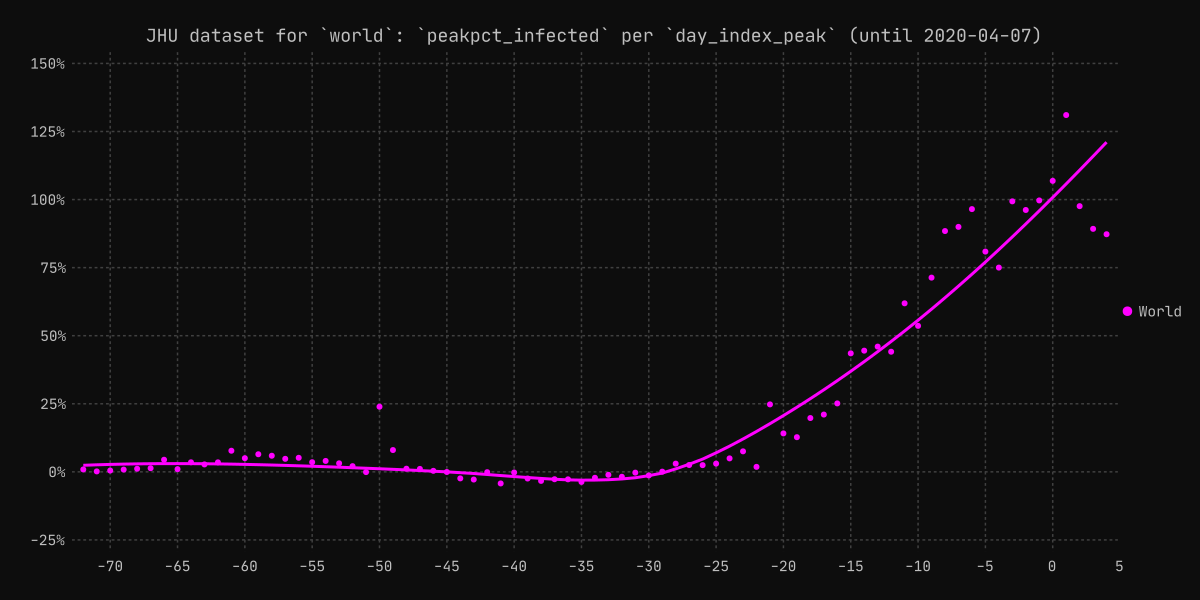 JHU dataset for `world`: `peakpct_infected` per `day_index_peak` (until 2020-04-07)
150%
125%
100%
75%
50%
25%
0%
-25%
World
-70 -65 -60 -55 -50 -45 -40 -35 -30 -25 -20 -15 -10 -5 0 5